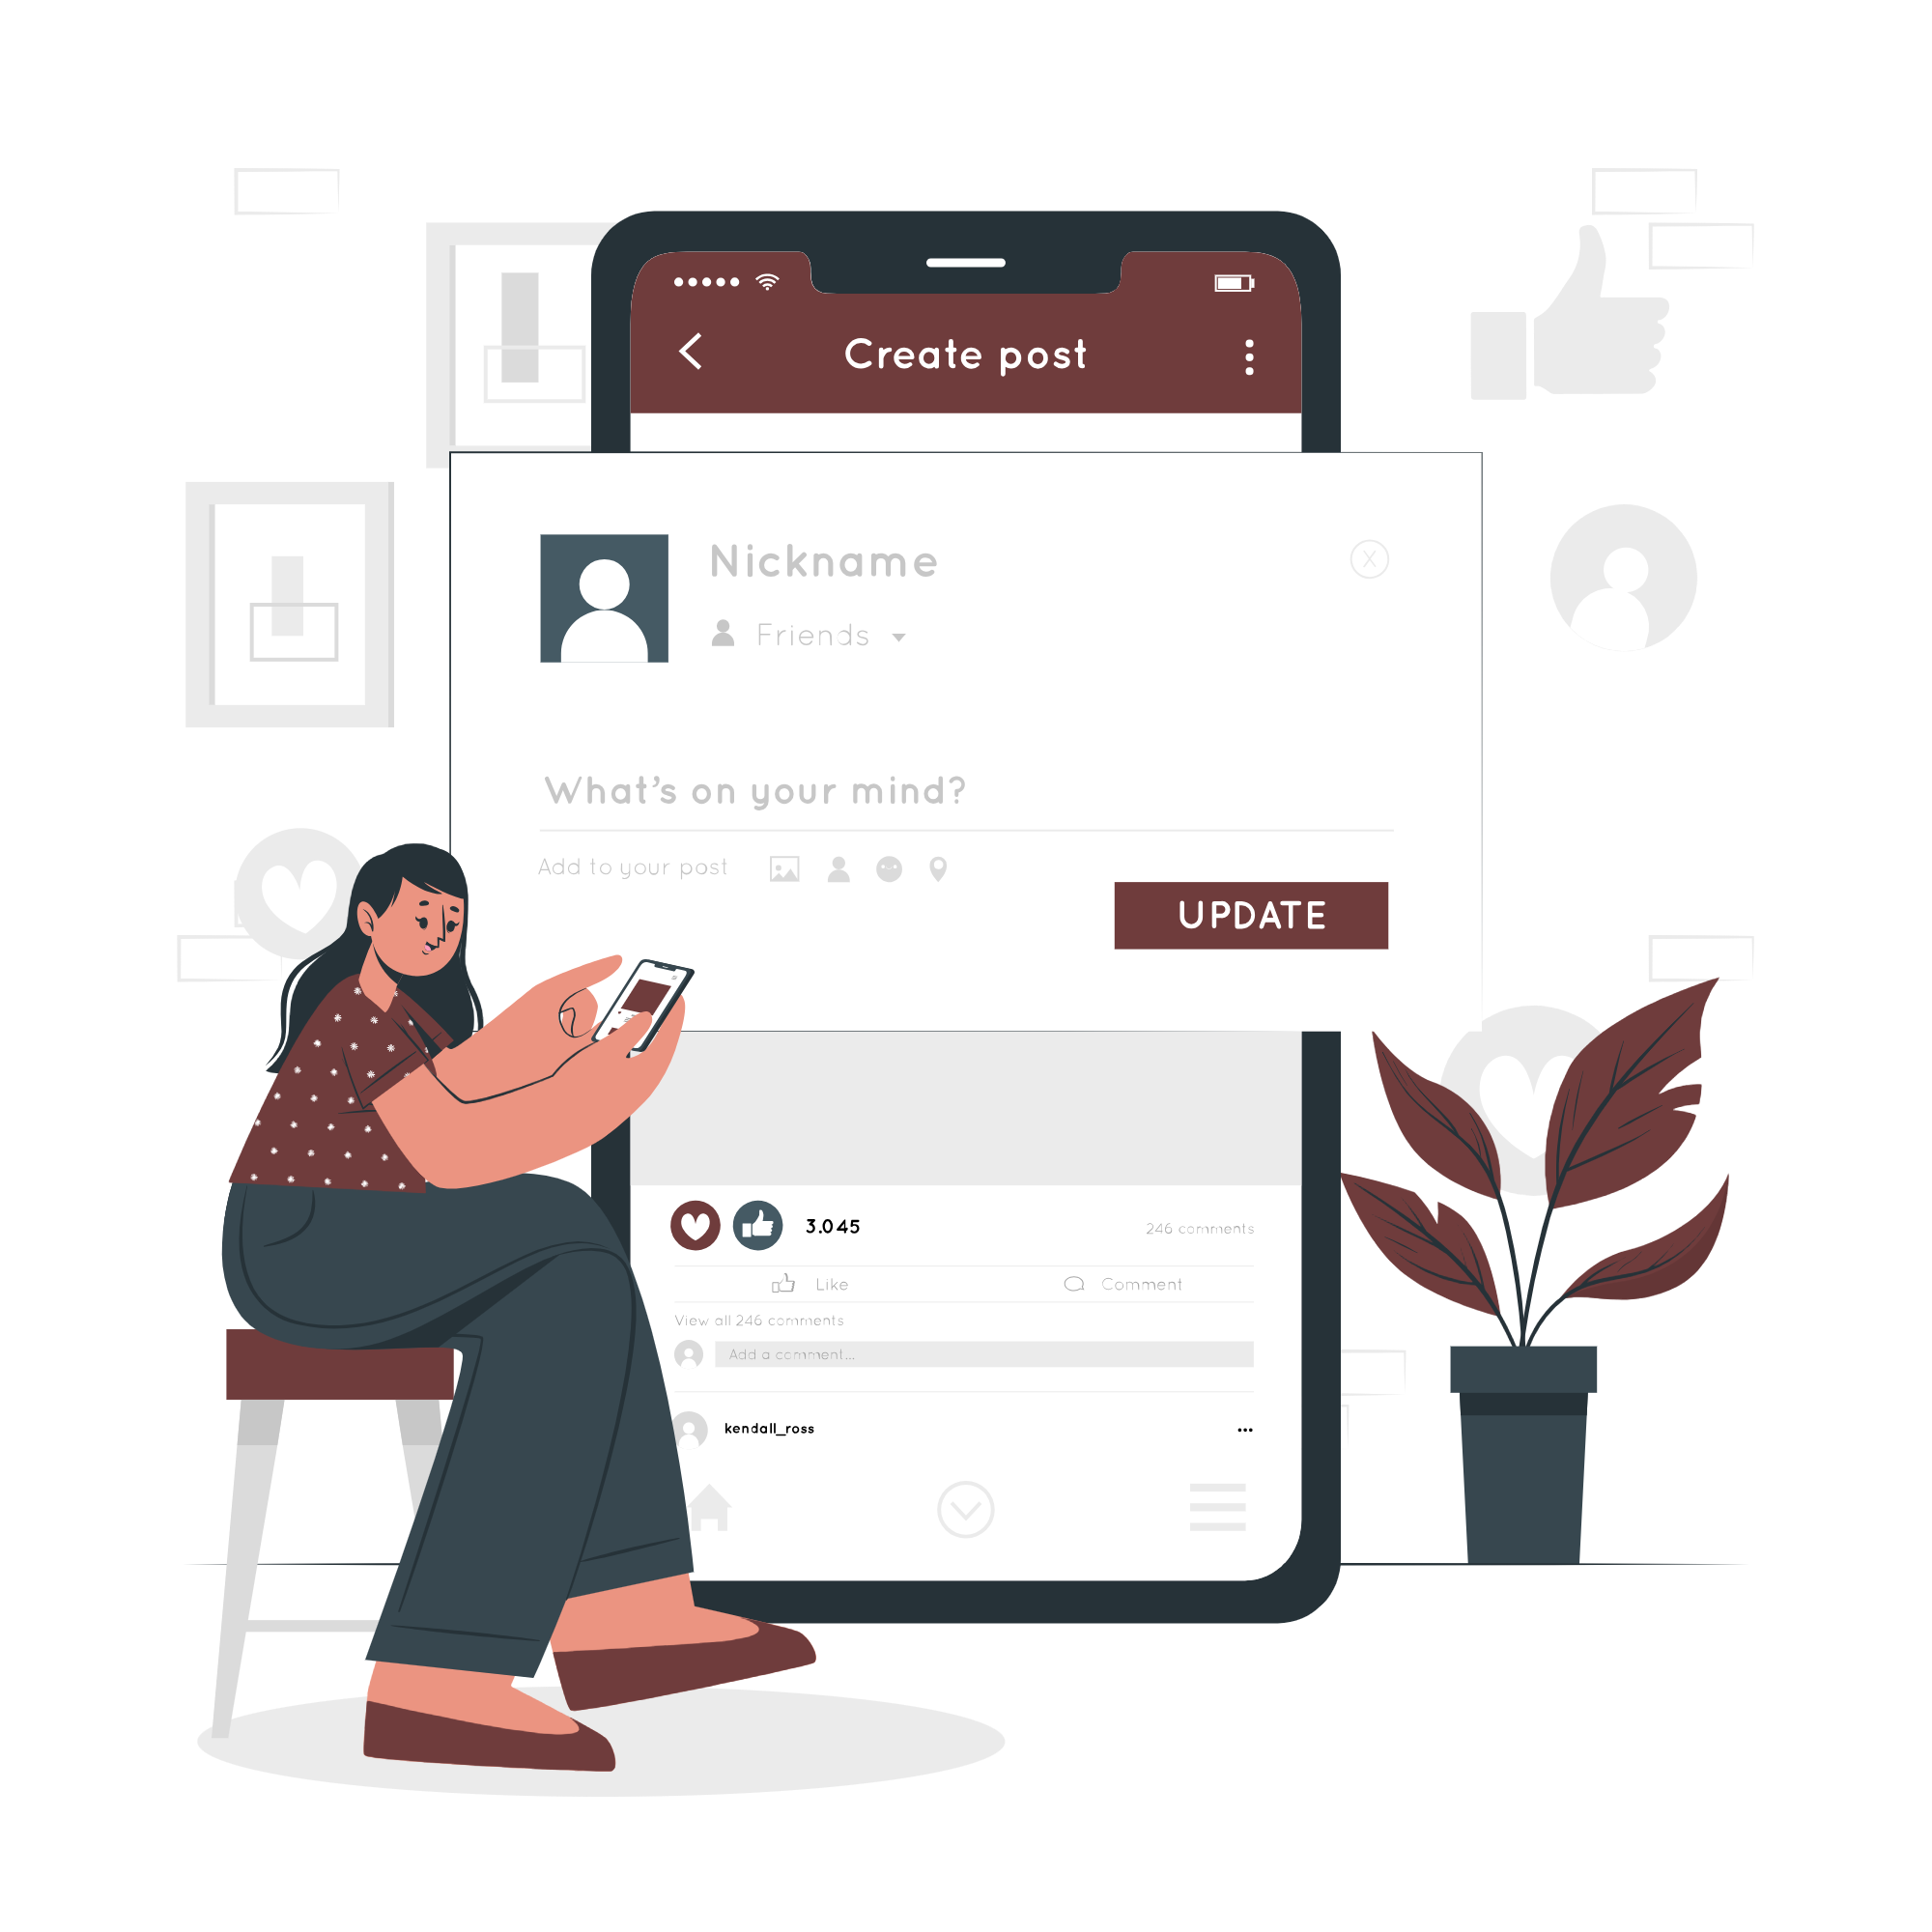 Create post
Nickname
X
Friends
What's on your mind?
Add to your post
UPDATE
3.045
246 comments
Like
Comment
View all 246 comments
Add a comment...
kendall_ross